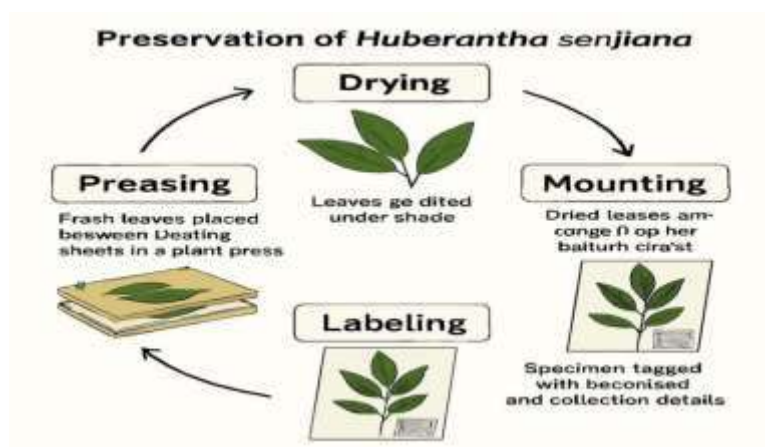 Preservation of Huberantha senjiana
Drying
Leaves ge dited
under shade
Preasing
Frash leaves placed
besween Deating
sheets in a plant press
Mounting
Dried leases am-
conge n op her
baiturh cira'st
Specimen tagged
with beconised
and collection details
Labeling